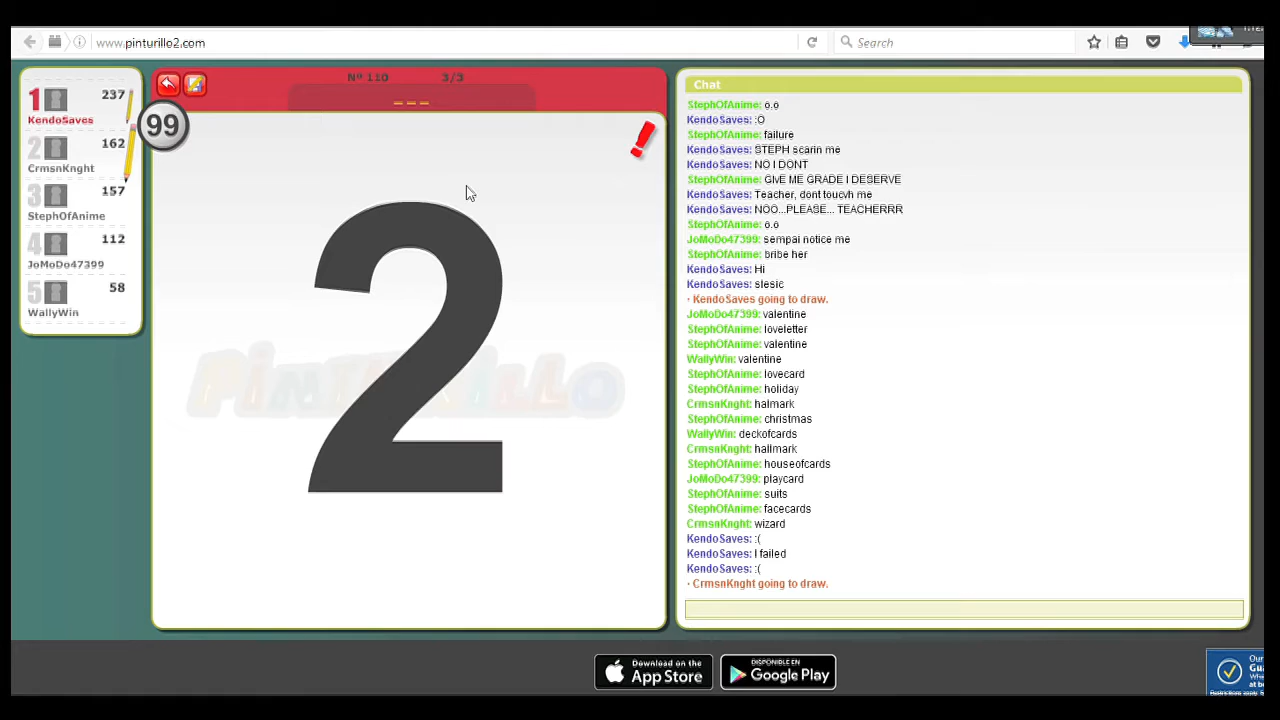 www.pinturillo2.com
Search
1 237
KendoSaves
2 162
CrmsnKnght
3 157
StephOfAnime
4 112
JoMoDo47399
5 58
WallyWin
99
Nº 110 3/3
_ _ _
PINTURILLO
2
Chat
StephOfAnime: o.o
KendoSaves: :O
StephOfAnime: failure
KendoSaves: STEPH scarin me
KendoSaves: NO I DONT
StephOfAnime: GIVE ME GRADE I DESERVE
KendoSaves: Teacher, dont toucvh me
KendoSaves: NOO...PLEASE... TEACHERRR
StephOfAnime: o.o
JoMoDo47399: sempai notice me
StephOfAnime: bribe her
KendoSaves: Hi
KendoSaves: slesic
· KendoSaves going to draw.
JoMoDo47399: valentine
StephOfAnime: loveletter
StephOfAnime: valentine
WallyWin: valentine
StephOfAnime: lovecard
StephOfAnime: holiday
CrmsnKnght: halmark
StephOfAnime: christmas
WallyWin: deckofcards
CrmsnKnght: hallmark
StephOfAnime: houseofcards
JoMoDo47399: playcard
StephOfAnime: suits
StephOfAnime: facecards
CrmsnKnght: wizard
KendoSaves: :(
KendoSaves: I failed
KendoSaves: :(
· CrmsnKnght going to draw.
Download on the
App Store
DISPONIBLE EN
Google Play
Our